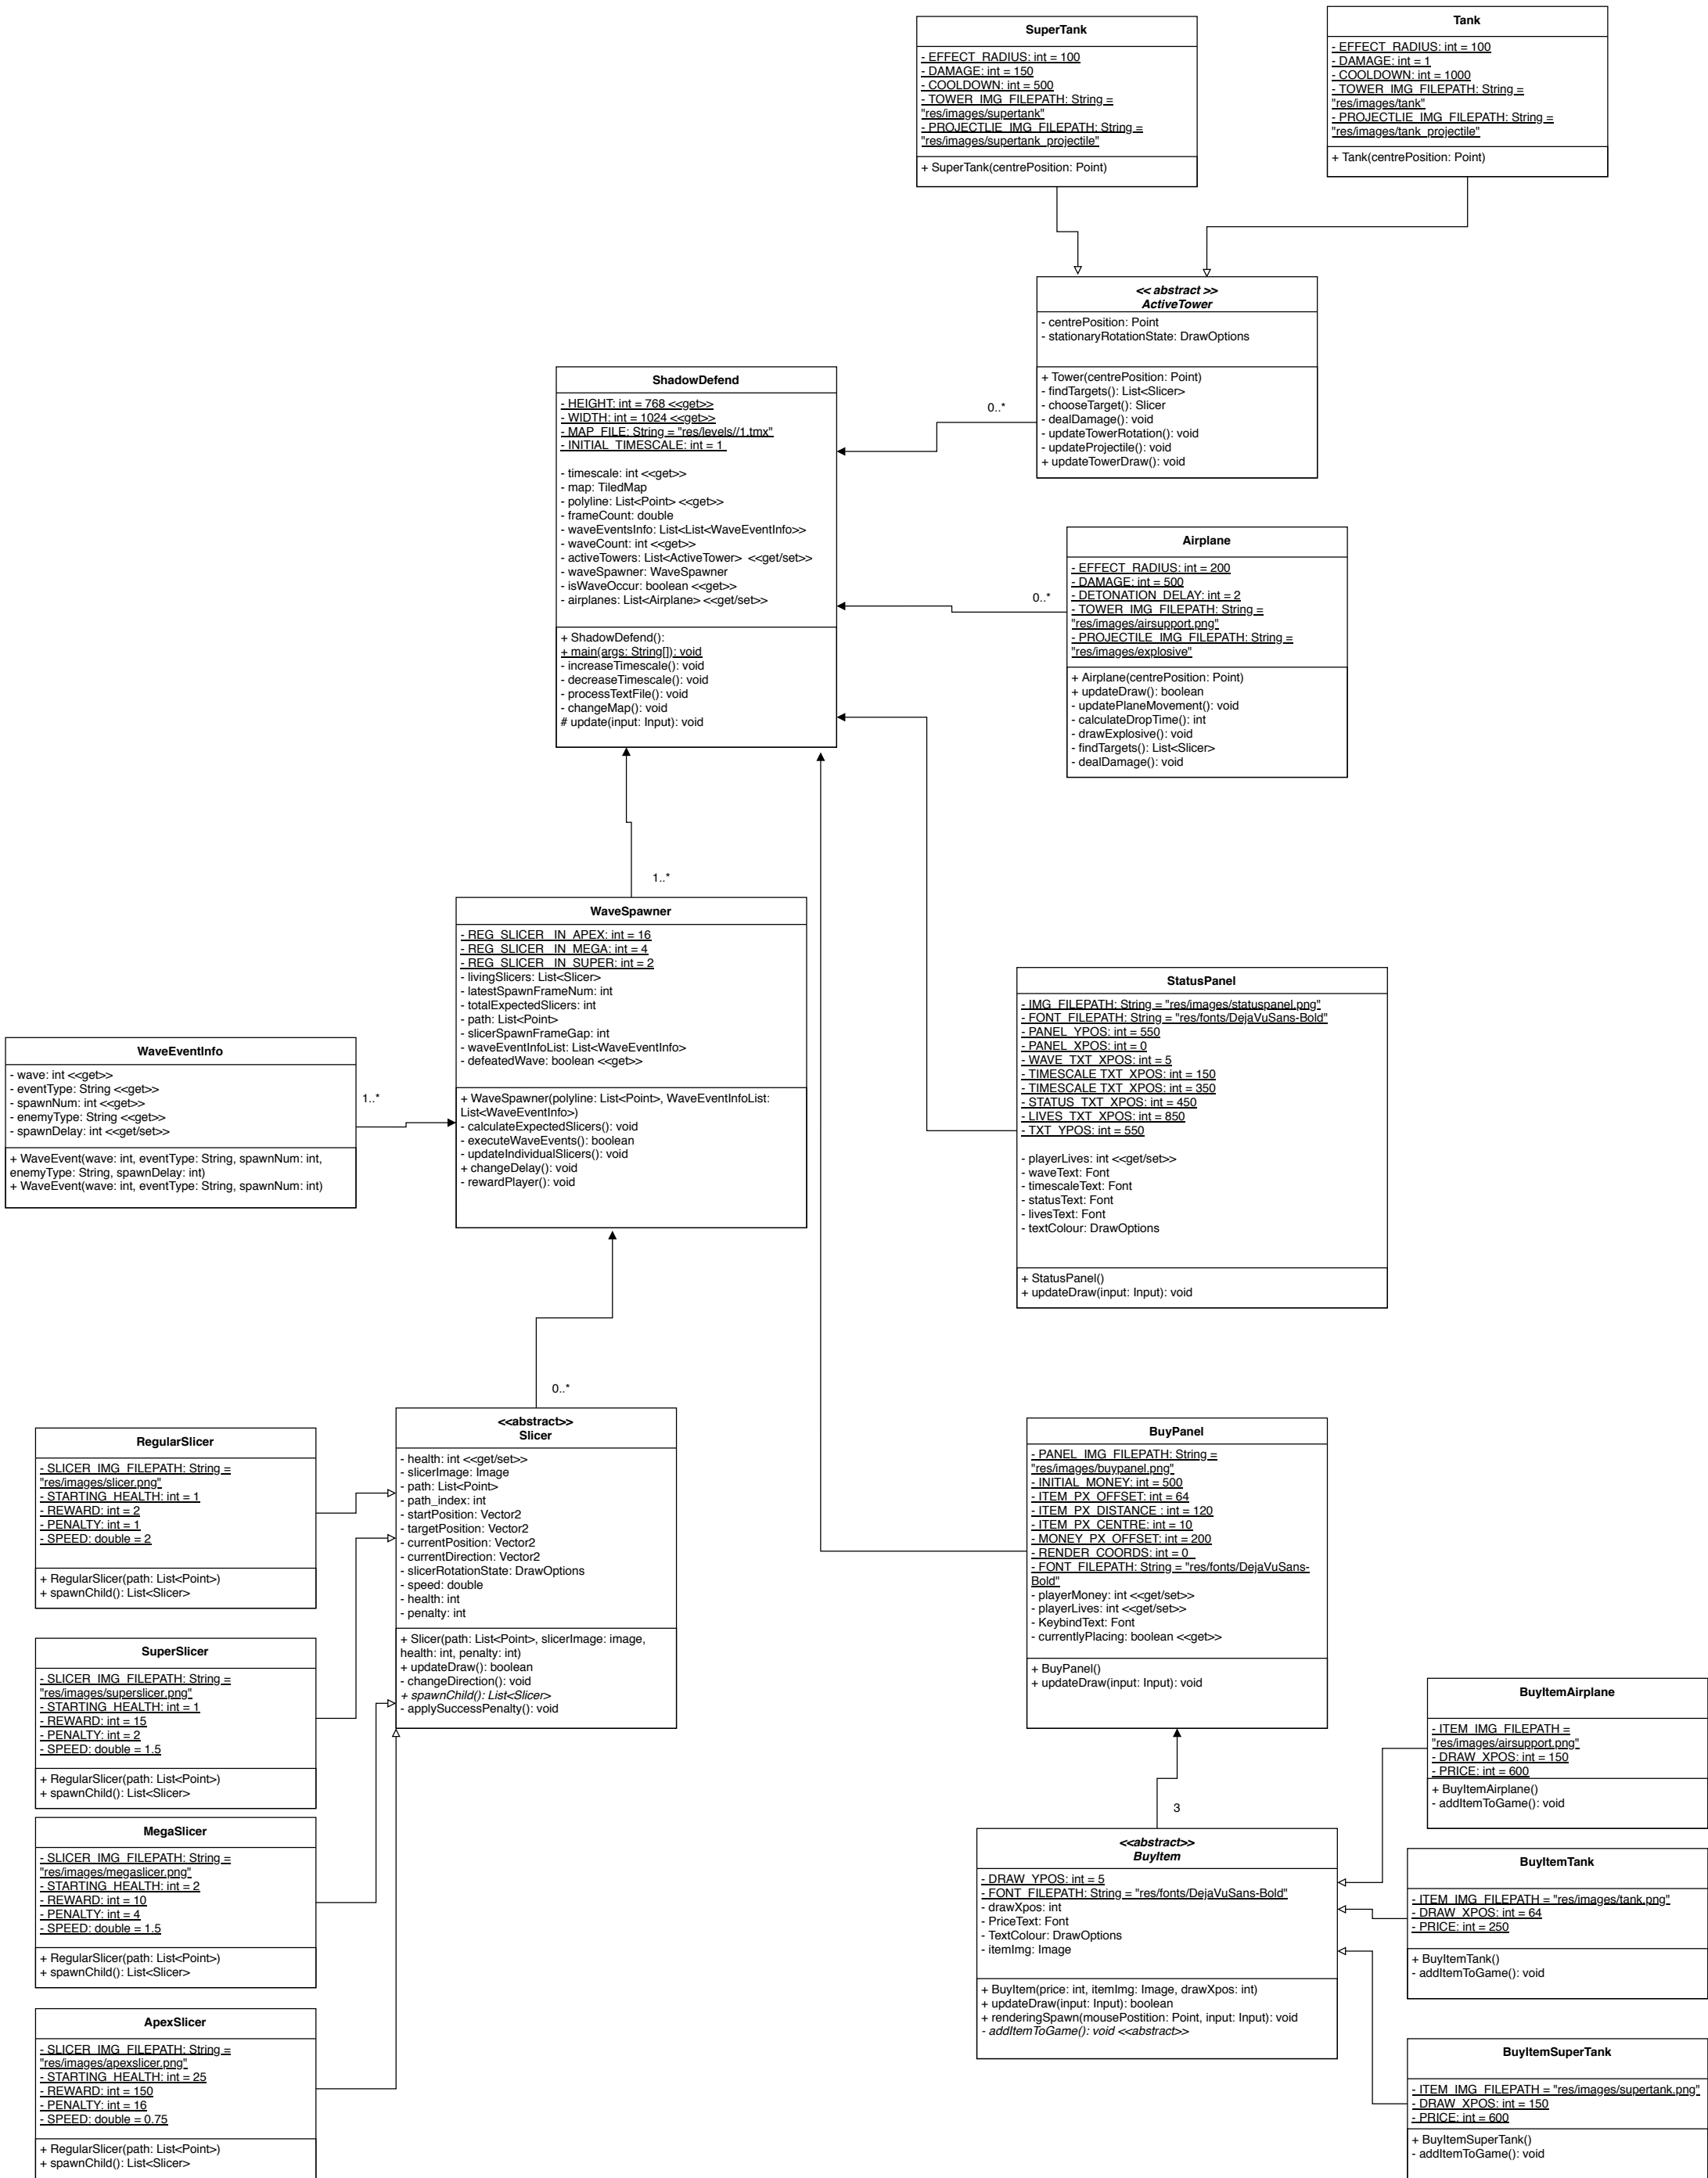 SuperTank
- EFFECT_RADIUS: int = 100
- DAMAGE: int = 150
- COOLDOWN: int = 500
- TOWER_IMG_FILEPATH: String =
"res/images/supertank"
- PROJECTLIE_IMG_FILEPATH: String =
"res/images/supertank_projectile"
+ SuperTank(centrePosition: Point)
Tank
- EFFECT_RADIUS: int = 100
- DAMAGE: int = 1
- COOLDOWN: int = 1000
- TOWER_IMG_FILEPATH: String =
"res/images/tank"
- PROJECTLIE_IMG_FILEPATH: String =
"res/images/tank_projectile"
+ Tank(centrePosition: Point)
<< abstract >>
ActiveTower
- centrePosition: Point
- stationaryRotationState: DrawOptions
+ Tower(centrePosition: Point)
- findTargets(): List<Slicer>
- chooseTarget(): Slicer
- dealDamage(): void
- updateTowerRotation(): void
- updateProjectile(): void
+ updateTowerDraw(): void
0..*
ShadowDefend
- HEIGHT: int = 768 <<get>>
- WIDTH: int = 1024 <<get>>
- MAP_FILE: String = "res/levels//1.tmx"
- INITIAL_TIMESCALE: int = 1
- timescale: int <<get>>
- map: TiledMap
- polyline: List<Point> <<get>>
- frameCount: double
- waveEventsInfo: List<List<WaveEventInfo>>
- waveCount: int <<get>>
- activeTowers: List<ActiveTower> <<get/set>>
- waveSpawner: WaveSpawner
- isWaveOccur: boolean <<get>>
- airplanes: List<Airplane> <<get/set>>
+ ShadowDefend():
+ main(args: String[]): void
- increaseTimescale(): void
- decreaseTimescale(): void
- processTextFile(): void
- changeMap(): void
# update(input: Input): void
0..*
Airplane
- EFFECT_RADIUS: int = 200
- DAMAGE: int = 500
- DETONATION_DELAY: int = 2
- TOWER_IMG_FILEPATH: String =
"res/images/airsupport.png"
- PROJECTILE_IMG_FILEPATH: String =
"res/images/explosive"
+ Airplane(centrePosition: Point)
+ updateDraw(): boolean
- updatePlaneMovement(): void
- calculateDropTime(): int
- drawExplosive(): void
- findTargets(): List<Slicer>
- dealDamage(): void
1..*
WaveSpawner
- REG_SLICER_IN_APEX: int = 16
- REG_SLICER_IN_MEGA: int = 4
- REG_SLICER_IN_SUPER: int = 2
- livingSlicers: List<Slicer>
- latestSpawnFrameNum: int
- totalExpectedSlicers: int
- path: List<Point>
- slicerSpawnFrameGap: int
- waveEventInfoList: List<WaveEventInfo>
- defeatedWave: boolean <<get>>
+ WaveSpawner(polyline: List<Point>, WaveEventInfoList:
List<WaveEventInfo>)
- calculateExpectedSlicers(): void
- executeWaveEvents(): boolean
- updateIndividualSlicers(): void
+ changeDelay(): void
- rewardPlayer(): void
WaveEventInfo
- wave: int <<get>>
- eventType: String <<get>>
- spawnNum: int <<get>>
- enemyType: String <<get>>
- spawnDelay: int <<get/set>>
+ WaveEvent(wave: int, eventType: String, spawnNum: int,
enemyType: String, spawnDelay: int)
+ WaveEvent(wave: int, eventType: String, spawnNum: int)
1..*
StatusPanel
- IMG_FILEPATH: String = "res/images/statuspanel.png"
- FONT_FILEPATH: String = "res/fonts/DejaVuSans-Bold"
- PANEL_YPOS: int = 550
- PANEL_XPOS: int = 0
- WAVE_TXT_XPOS: int = 5
- TIMESCALE TXT_XPOS: int = 150
- TIMESCALE TXT_XPOS: int = 350
- STATUS_TXT_XPOS: int = 450
- LIVES_TXT_XPOS: int = 850
- TXT_YPOS: int = 550
- playerLives: int <<get/set>>
- waveText: Font
- timescaleText: Font
- statusText: Font
- livesText: Font
- textColour: DrawOptions
+ StatusPanel()
+ updateDraw(input: Input): void
0..*
<<abstract>>
Slicer
- health: int <<get/set>>
- slicerImage: Image
- path: List<Point>
- path_index: int
- startPosition: Vector2
- targetPosition: Vector2
- currentPosition: Vector2
- currentDirection: Vector2
- slicerRotationState: DrawOptions
- speed: double
- health: int
- penalty: int
+ Slicer(path: List<Point>, slicerImage: image,
health: int, penalty: int)
+ updateDraw(): boolean
- changeDirection(): void
+ spawnChild(): List<Slicer>
- applySuccessPenalty(): void
RegularSlicer
- SLICER_IMG_FILEPATH: String =
"res/images/slicer.png"
- STARTING_HEALTH: int = 1
- REWARD: int = 2
- PENALTY: int = 1
- SPEED: double = 2
+ RegularSlicer(path: List<Point>)
+ spawnChild(): List<Slicer>
SuperSlicer
- SLICER_IMG_FILEPATH: String =
"res/images/superslicer.png"
- STARTING_HEALTH: int = 1
- REWARD: int = 15
- PENALTY: int = 2
- SPEED: double = 1.5
+ RegularSlicer(path: List<Point>)
+ spawnChild(): List<Slicer>
MegaSlicer
- SLICER_IMG_FILEPATH: String =
"res/images/megaslicer.png"
- STARTING_HEALTH: int = 2
- REWARD: int = 10
- PENALTY: int = 4
- SPEED: double = 1.5
+ RegularSlicer(path: List<Point>)
+ spawnChild(): List<Slicer>
ApexSlicer
- SLICER_IMG_FILEPATH: String =
"res/images/apexslicer.png"
- STARTING_HEALTH: int = 25
- REWARD: int = 150
- PENALTY: int = 16
- SPEED: double = 0.75
+ RegularSlicer(path: List<Point>)
+ spawnChild(): List<Slicer>
BuyPanel
- PANEL_IMG_FILEPATH: String =
"res/images/buypanel.png"
- INITIAL_MONEY: int = 500
- ITEM_PX_OFFSET: int = 64
- ITEM_PX_DISTANCE : int = 120
- ITEM_PX_CENTRE: int = 10
- MONEY_PX_OFFSET: int = 200
- RENDER_COORDS: int = 0
- FONT_FILEPATH: String = "res/fonts/DejaVuSans-
Bold"
- playerMoney: int <<get/set>>
- playerLives: int <<get/set>>
- KeybindText: Font
- currentlyPlacing: boolean <<get>>
+ BuyPanel()
+ updateDraw(input: Input): void
3
<<abstract>>
BuyItem
- DRAW_YPOS: int = 5
- FONT_FILEPATH: String = "res/fonts/DejaVuSans-Bold"
- drawXpos: int
- PriceText: Font
- TextColour: DrawOptions
- itemImg: Image
+ BuyItem(price: int, itemImg: Image, drawXpos: int)
+ updateDraw(input: Input): boolean
+ renderingSpawn(mousePostition: Point, input: Input): void
- addItemToGame(): void <<abstract>>
BuyItemAirplane
- ITEM_IMG_FILEPATH =
"res/images/airsupport.png"
- DRAW_XPOS: int = 150
- PRICE: int = 600
+ BuyItemAirplane()
- addItemToGame(): void
BuyItemTank
- ITEM_IMG_FILEPATH = "res/images/tank.png"
- DRAW_XPOS: int = 64
- PRICE: int = 250
+ BuyItemTank()
- addItemToGame(): void
BuyItemSuperTank
- ITEM_IMG_FILEPATH = "res/images/supertank.png"
- DRAW_XPOS: int = 150
- PRICE: int = 600
+ BuyItemSuperTank()
- addItemToGame(): void